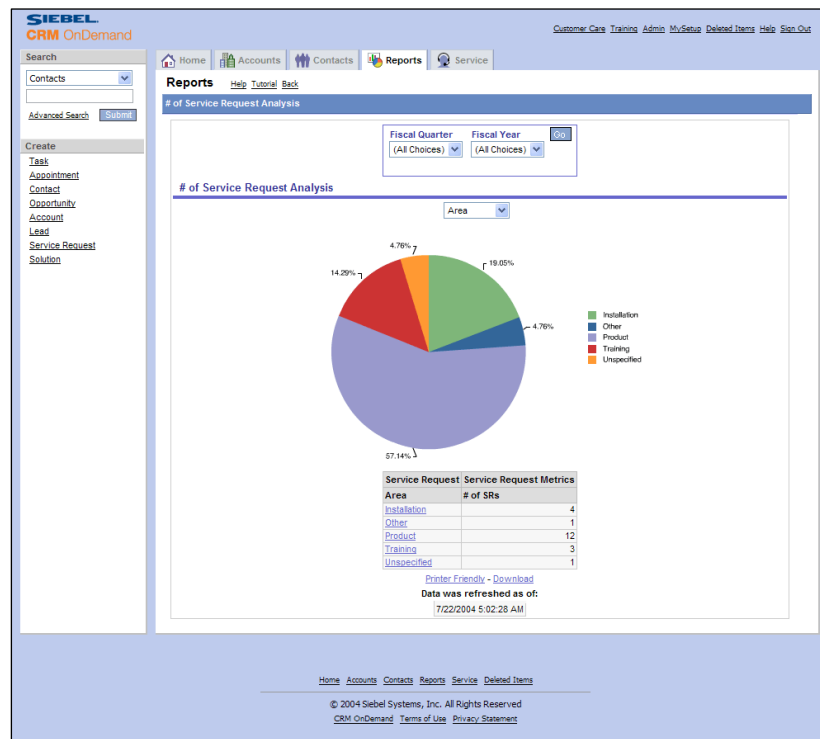 SIEBEL.
CRM OnDemand
Customer Care Training Admin MySetup Deleted Items Help Sign Out
Search
Contacts
Advanced Search Submit
Create
Task
Appointment
Contact
Opportunity
Account
Lead
Service Request
Solution
Home Accounts Contacts Reports Service
Reports Help Tutorial Back
# of Service Request Analysis
Fiscal Quarter Fiscal Year Go
(All Choices) (All Choices)
# of Service Request Analysis
Area
4.76%
19.05%
14.29%
4.76%
57.14%
Installation
Other
Product
Training
Unspecified
Service Request Service Request Metrics
Area # of SRs
Installation 4
Other 1
Product 12
Training 3
Unspecified 1
Printer Friendly - Download
Data was refreshed as of:
7/22/2004 5:02:28 AM
Home Accounts Contacts Reports Service Deleted Items
© 2004 Siebel Systems, Inc. All Rights Reserved
CRM OnDemand Terms of Use Privacy Statement